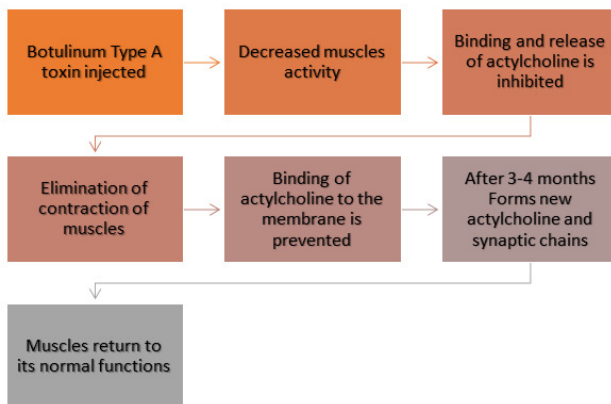 Botulinum Type A
toxin injected
Decreased muscles
activity
Binding and release
of actylcholine is
inhibited
Elimination of
contraction of
muscles
Binding of
actylcholine to the
membrane is
prevented
After 3-4 months
Forms new
actylcholine and
synaptic chains
Muscles return to
its normal functions